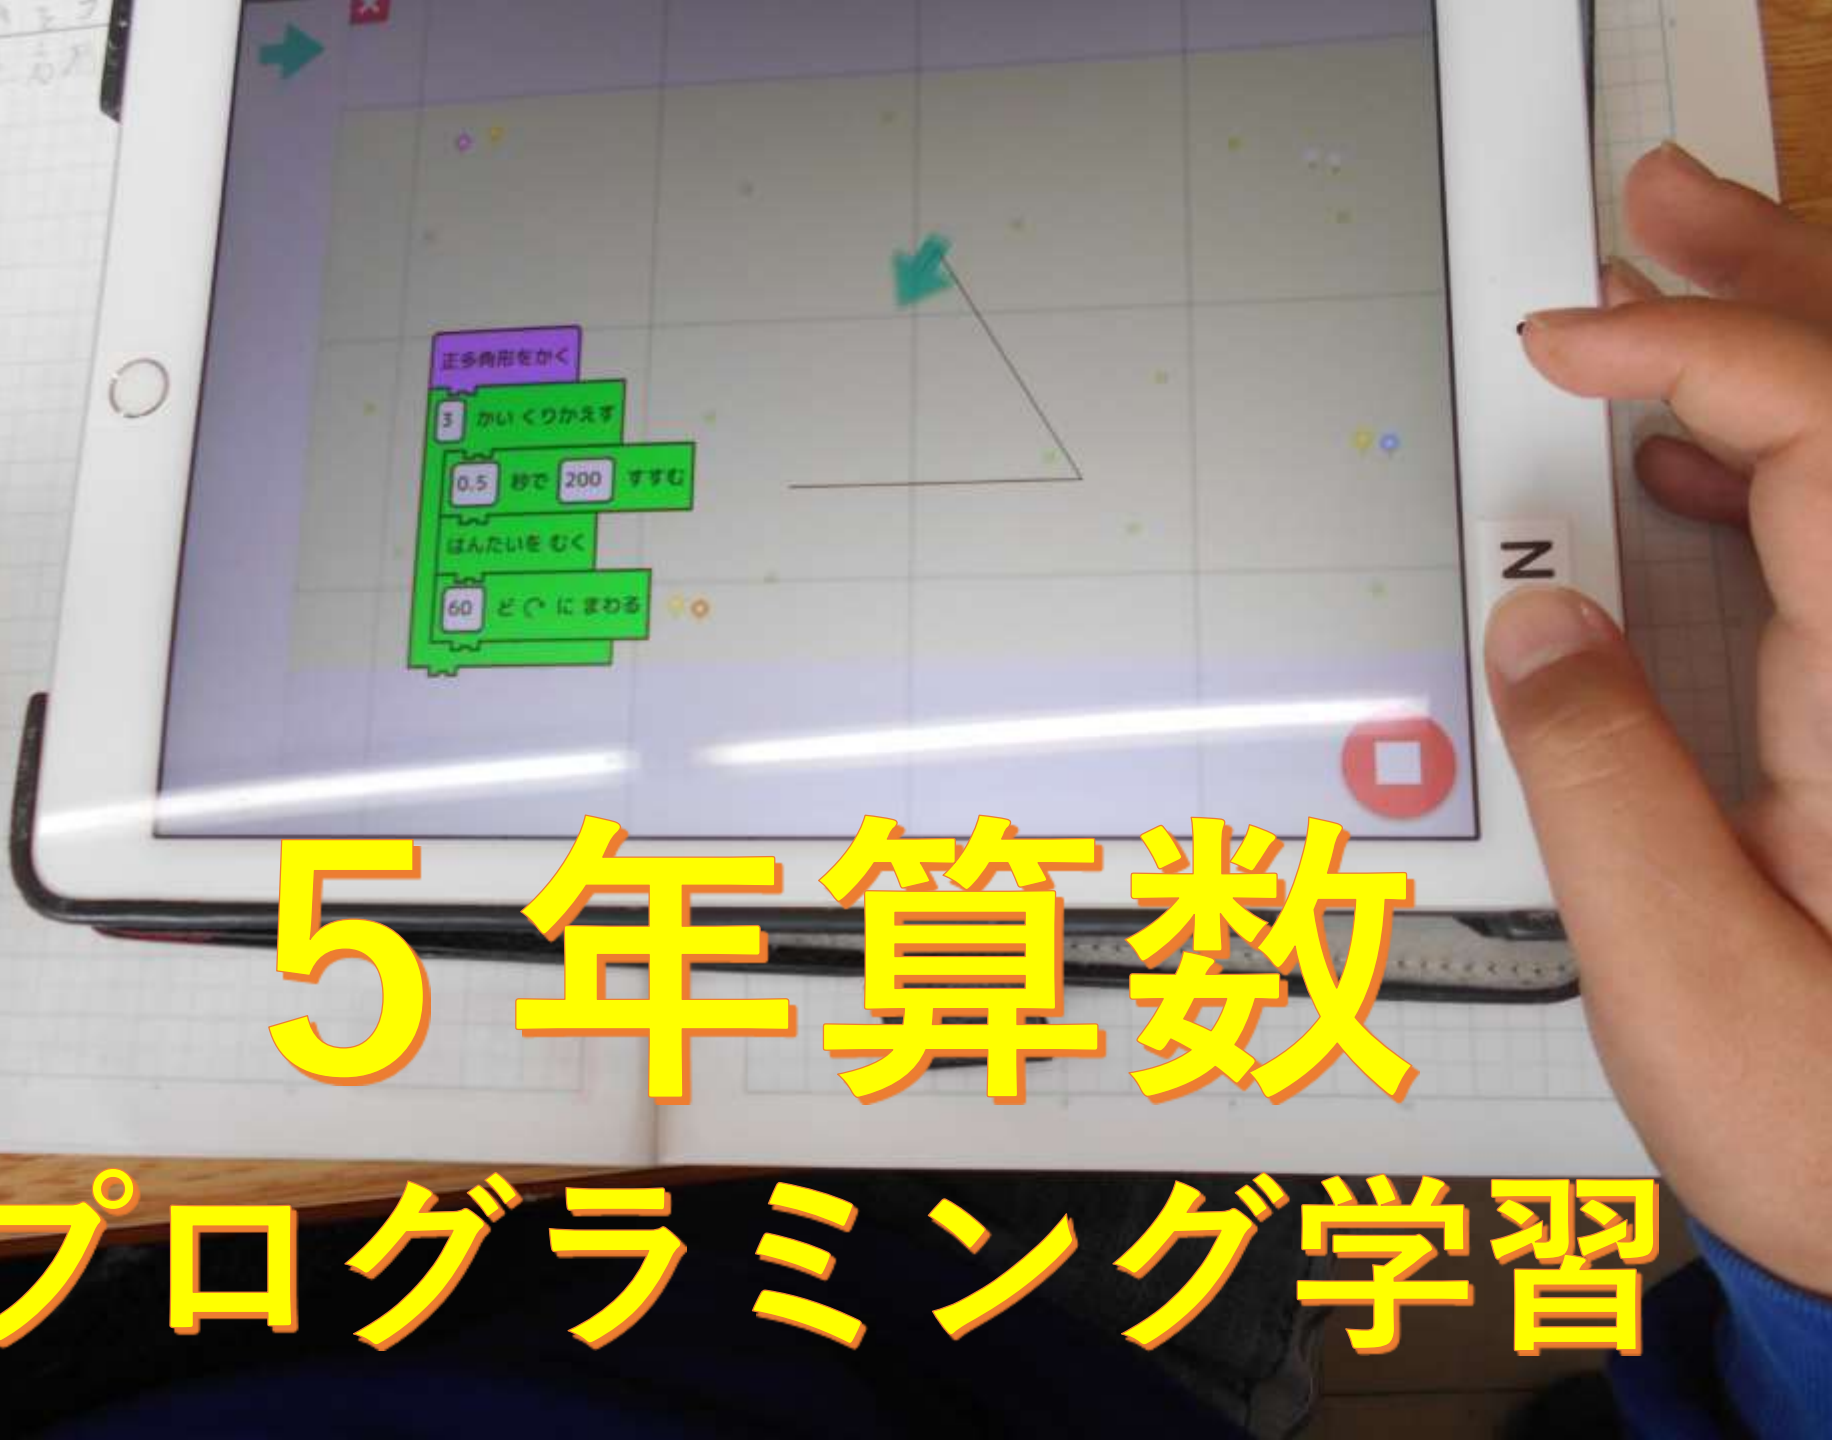 正多角形をかく
3 かい くりかえす
0.5 秒で 200 すすむ
はんたいを むく
60 ど にまわる
N
５年算数
プログラミング学習